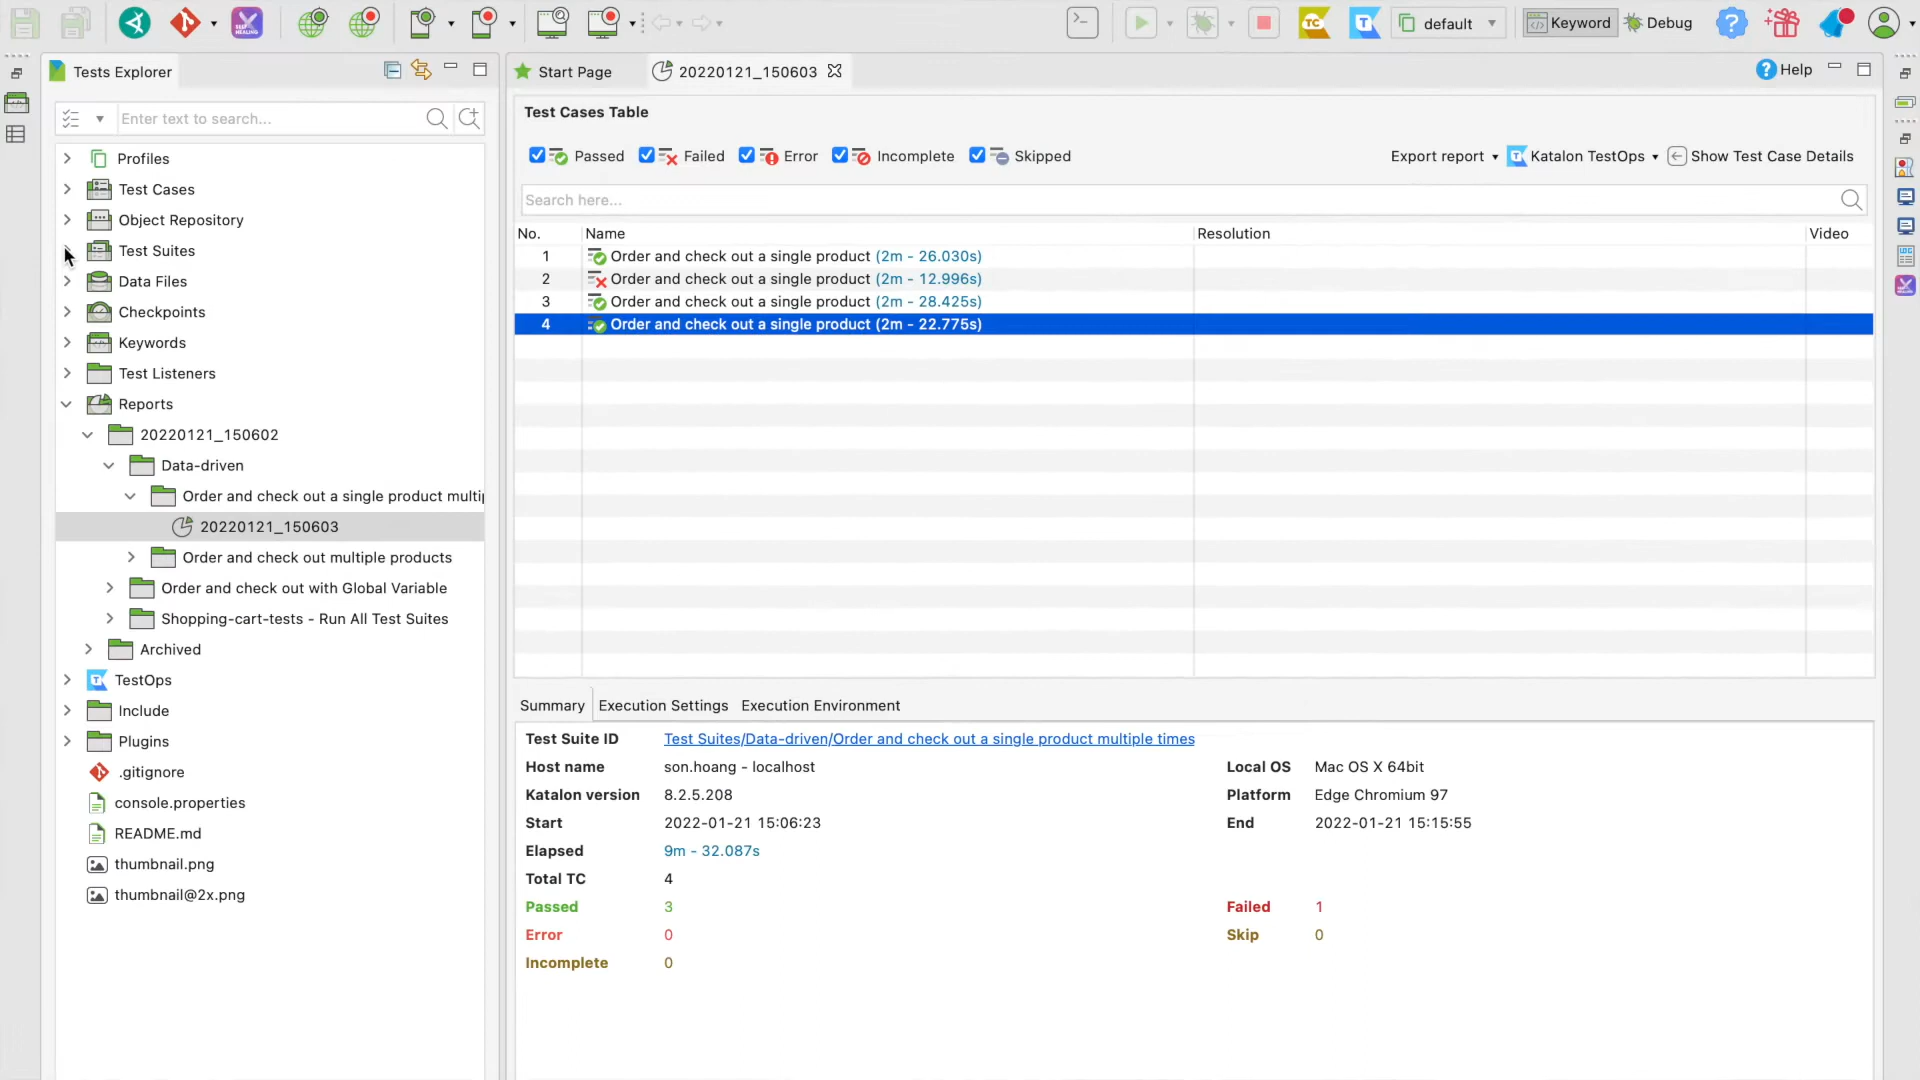 default
Keyword
Debug
Tests Explorer
Start Page
20220121_150603
Help
Enter text to search...
Profiles
Test Cases
Object Repository
Test Suites
Data Files
Checkpoints
Keywords
Test Listeners
Reports
20220121_150602
Data-driven
Order and check out a single product multip
20220121_150603
Order and check out multiple products
Order and check out with Global Variable
Shopping-cart-tests - Run All Test Suites
Archived
TestOps
Include
Plugins
.gitignore
console.properties
README.md
thumbnail.png
thumbnail@2x.png
Test Cases Table
Passed Failed Error Incomplete Skipped
Export report Katalon TestOps Show Test Case Details
Search here...
No. Name Resolution Video
1 Order and check out a single product (2m - 26.030s)
2 Order and check out a single product (2m - 12.996s)
3 Order and check out a single product (2m - 28.425s)
4 Order and check out a single product (2m - 22.775s)
Summary Execution Settings Execution Environment
Test Suite ID Test Suites/Data-driven/Order and check out a single product multiple times
Host name son.hoang - localhost Local OS Mac OS X 64bit
Katalon version 8.2.5.208 Platform Edge Chromium 97
Start 2022-01-21 15:06:23 End 2022-01-21 15:15:55
Elapsed 9m - 32.087s
Total TC 4
Passed 3 Failed 1
Error 0 Skip 0
Incomplete 0